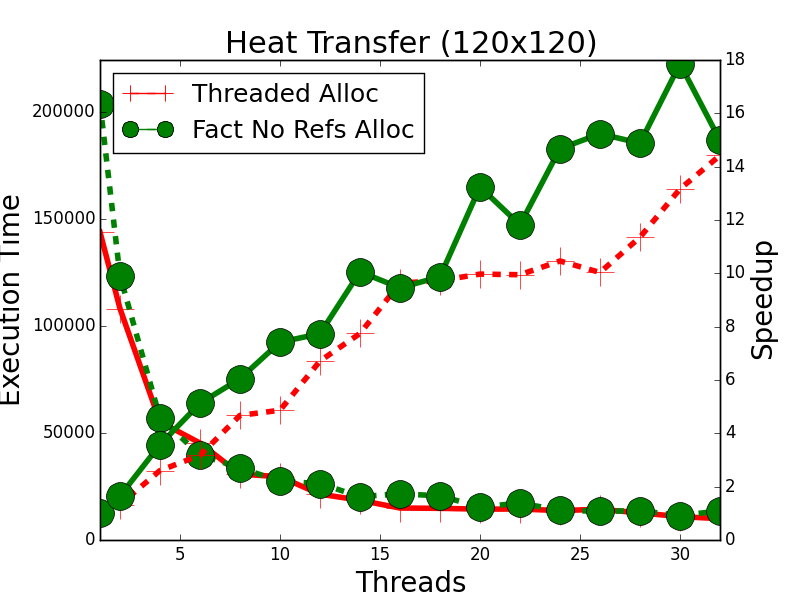 Heat Transfer (120x120)
Threaded Alloc
Fact No Refs Alloc
Execution Time
200000
150000
100000
50000
0
18
16
14
12
10
8
6
4
2
0
Speedup
5 10 15 20 25 30
Threads